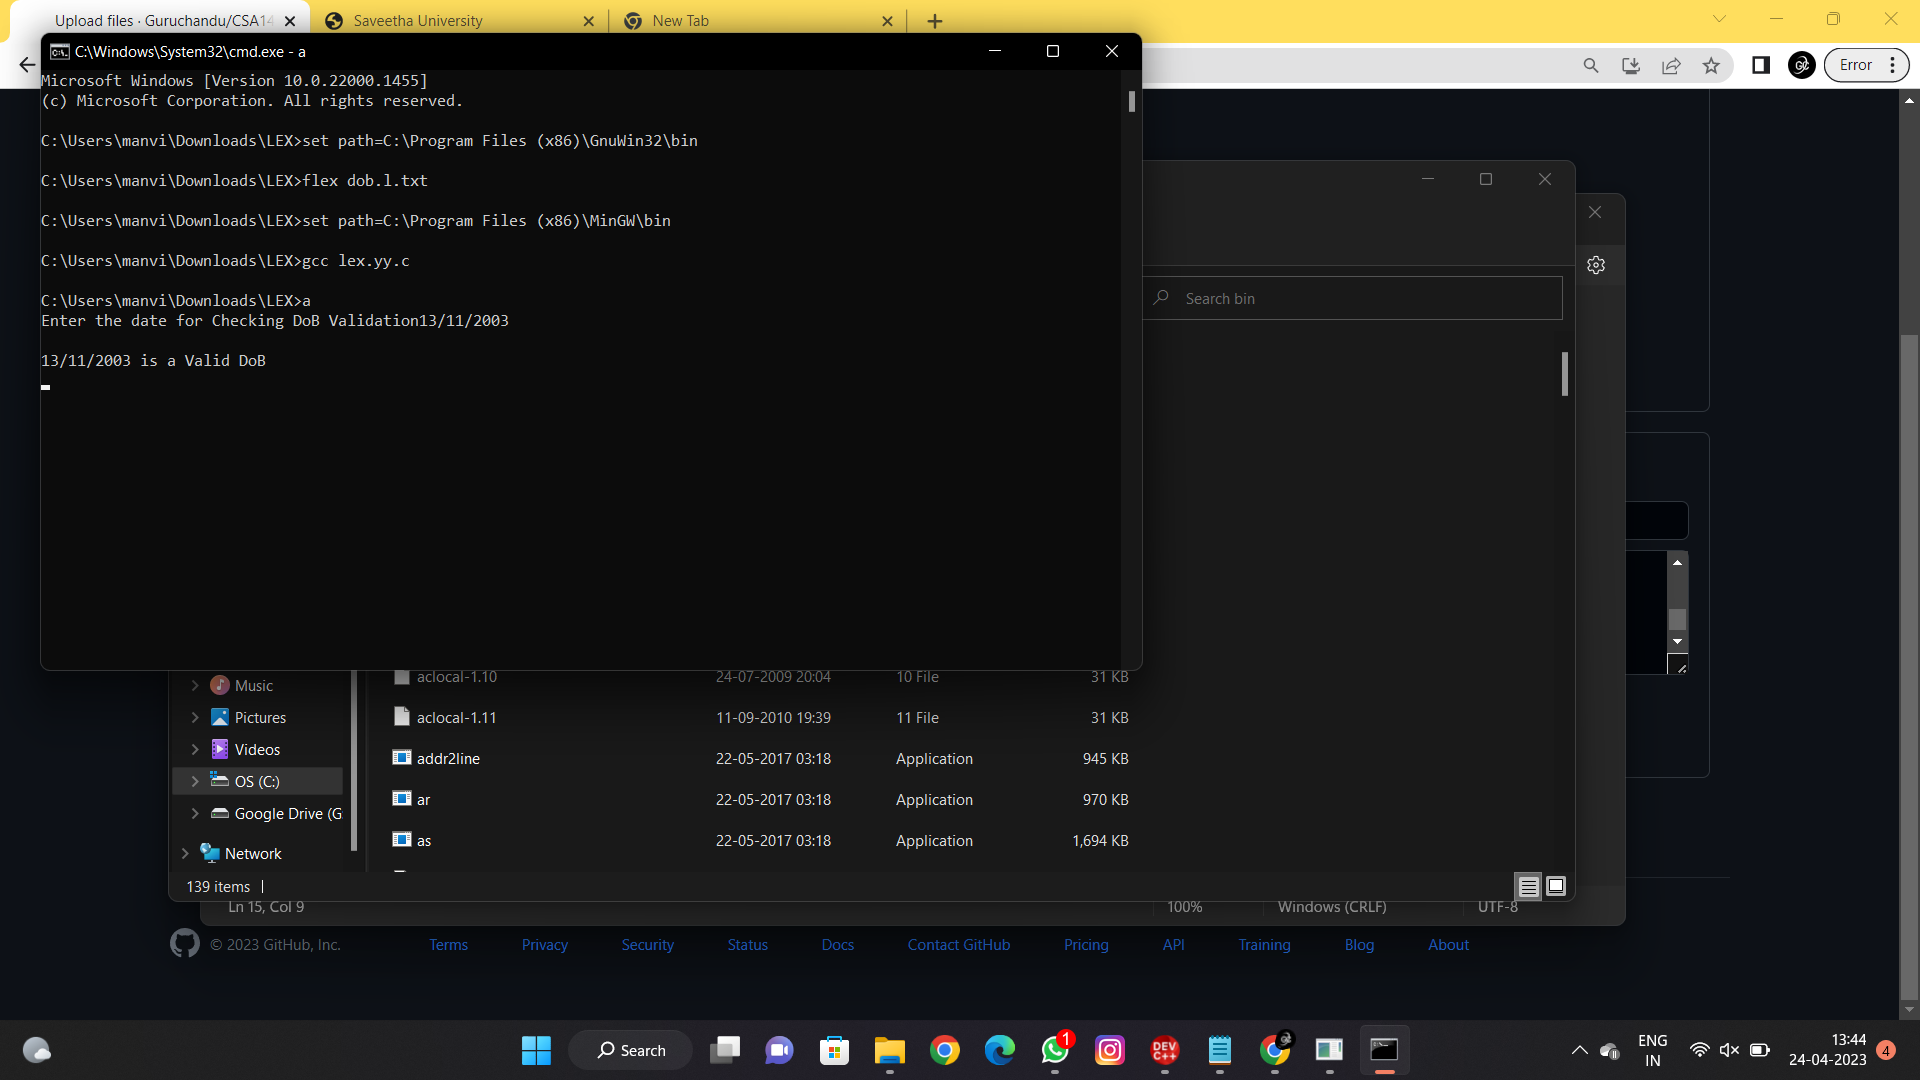 Upload files · Guruchandu/CSA14
Saveetha University
New Tab
C:\Windows\System32\cmd.exe - a
Error
Microsoft Windows [Version 10.0.22000.1455]
(c) Microsoft Corporation. All rights reserved.
C:\Users\manvi\Downloads\LEX>set path=C:\Program Files (x86)\GnuWin32\bin
C:\Users\manvi\Downloads\LEX>flex dob.l.txt
C:\Users\manvi\Downloads\LEX>set path=C:\Program Files (x86)\MinGW\bin
C:\Users\manvi\Downloads\LEX>gcc lex.yy.c
C:\Users\manvi\Downloads\LEX>a
Enter the date for Checking DoB Validation13/11/2003
13/11/2003 is a Valid DoB
Search bin
Music
Pictures
Videos
OS (C:)
Google Drive (G
Network
aclocal-1.10 24-07-2009 20:04 10 File 31 KB
aclocal-1.11 11-09-2010 19:39 11 File 31 KB
addr2line 22-05-2017 03:18 Application 945 KB
ar 22-05-2017 03:18 Application 970 KB
as 22-05-2017 03:18 Application 1,694 KB
139 items
Ln 15, Col 9 100% Windows (CRLF) UTF-8
© 2023 GitHub, Inc. Terms Privacy Security Status Docs Contact GitHub Pricing API Training Blog About
Search
DEV C++
1
ENG
IN
13:44
24-04-2023
4